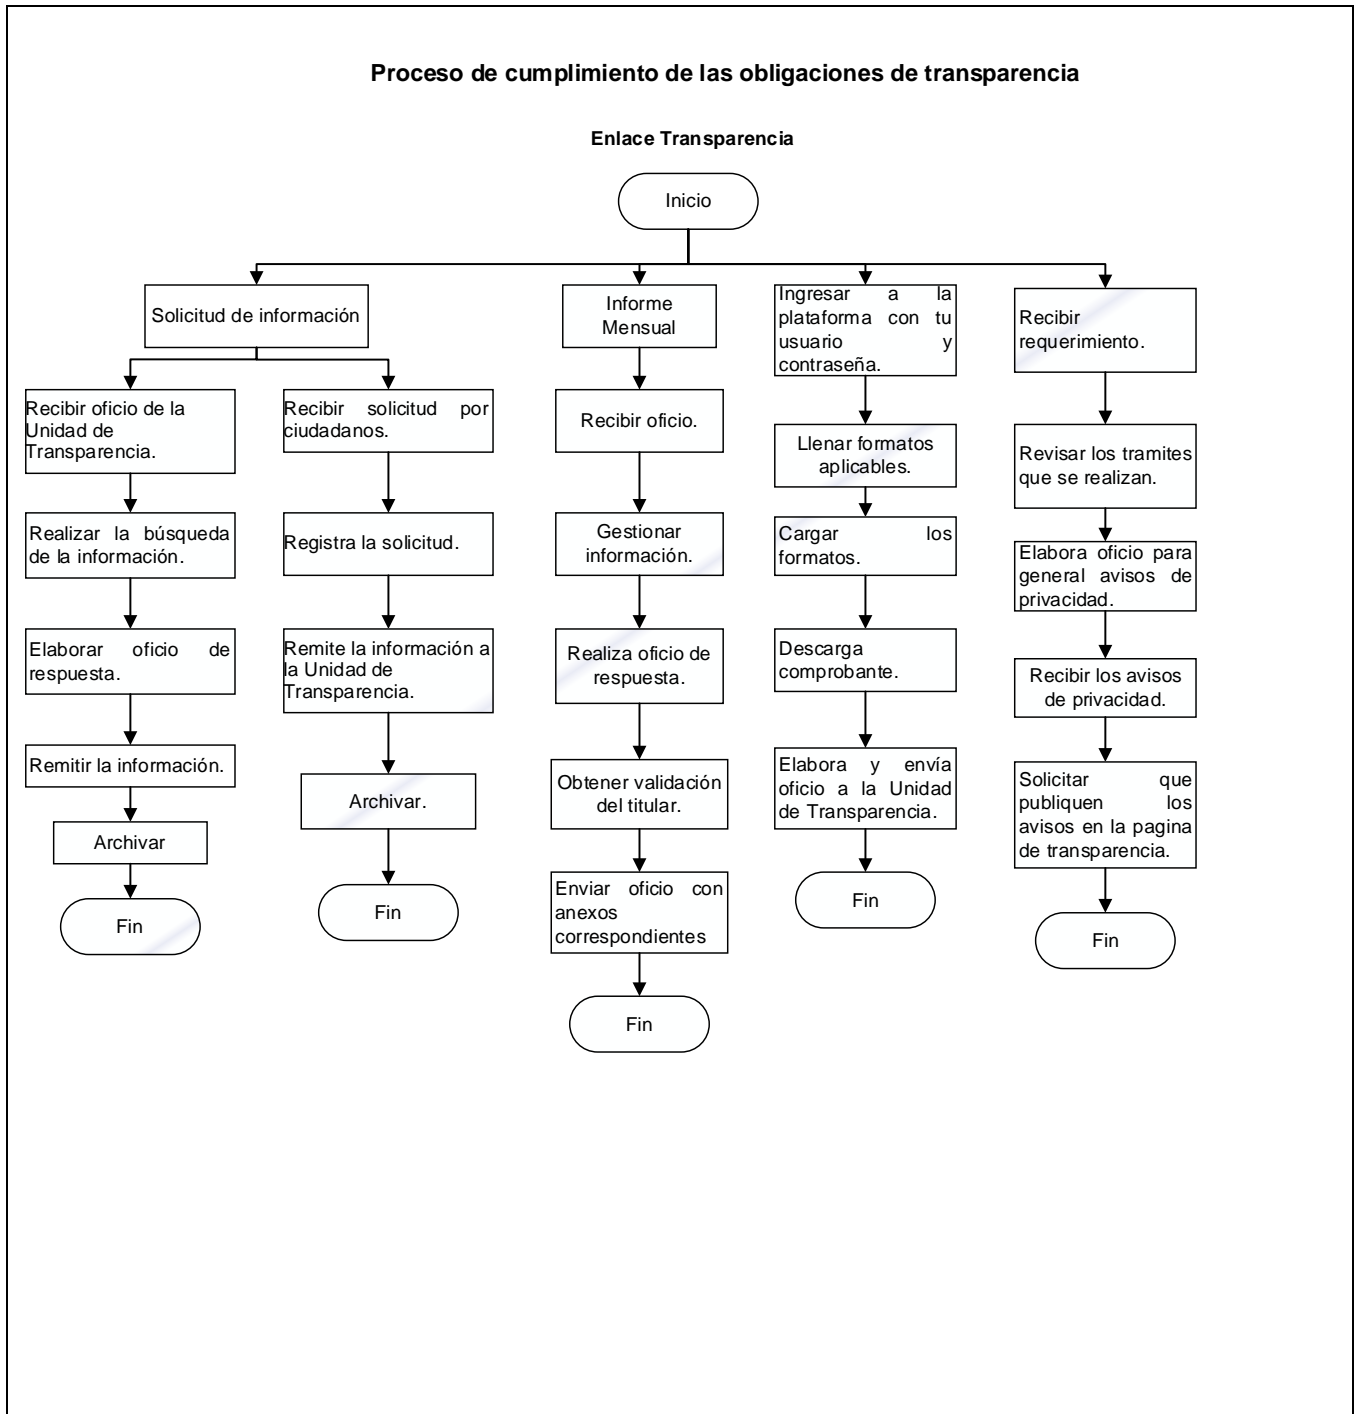 Proceso de cumplimiento de las obligaciones de transparencia
Enlace Transparencia
Inicio
Solicitud de información
Recibir oficio de la
Unidad de
Transparencia.
Realizar la búsqueda
de la información.
Elaborar oficio de
respuesta.
Remitir la información.
Archivar
Fin
Recibir solicitud por
ciudadanos.
Registra la solicitud.
Remite la información a
la Unidad de
Transparencia.
Archivar.
Fin
Informe
Mensual
Recibir oficio.
Gestionar
información.
Realiza oficio de
respuesta.
Obtener validación
del titular.
Enviar oficio con
anexos
correspondientes
Fin
Ingresar a la
plataforma con tu
usuario y
contraseña.
Llenar formatos
aplicables.
Cargar los
formatos.
Descarga
comprobante.
Elabora y envía
oficio a la Unidad
de Transparencia.
Fin
Recibir
requerimiento.
Revisar los tramites
que se realizan.
Elabora oficio para
general avisos de
privacidad.
Recibir los avisos
de privacidad.
Solicitar que
publiquen los
avisos en la pagina
de transparencia.
Fin